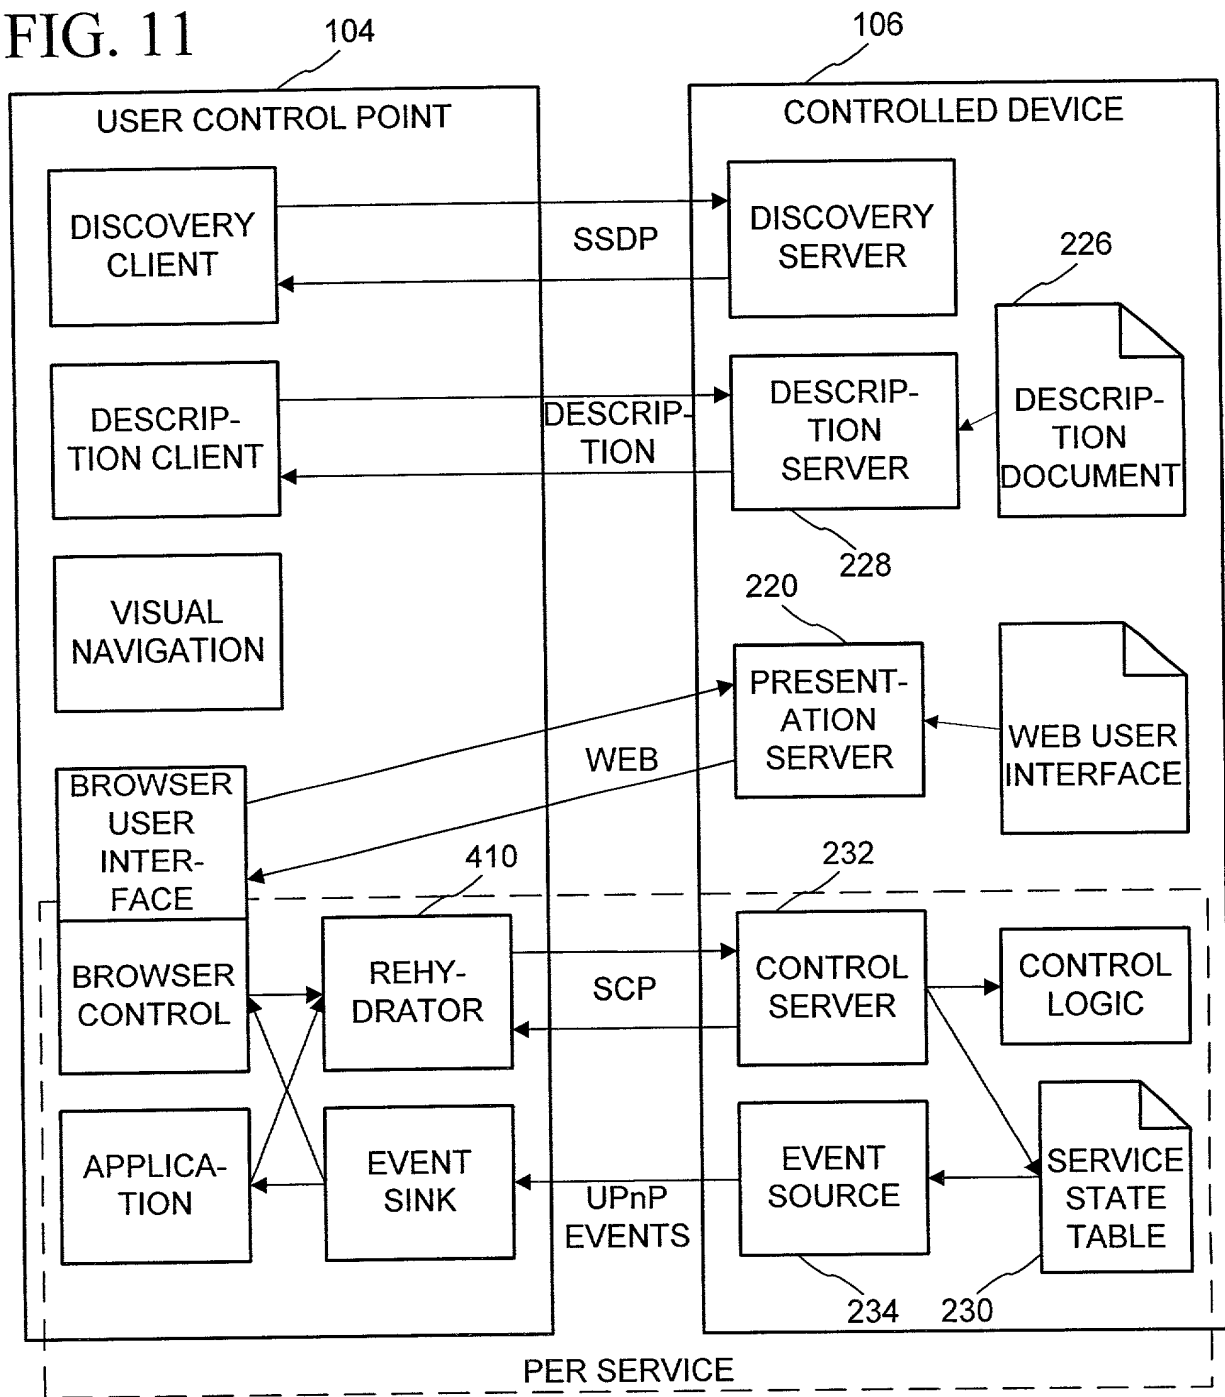 FIG. 11
104
106
USER CONTROL POINT
CONTROLLED DEVICE
DISCOVERY
CLIENT
SSDP
DISCOVERY
SERVER
226
DESCRIP-
TION CLIENT
DESCRIP-
TION
DESCRIP-
TION
SERVER
DESCRIP-
TION
DOCUMENT
228
VISUAL
NAVIGATION
220
PRESENT-
ATION
SERVER
WEB USER
INTERFACE
WEB
BROWSER
USER
INTER-
FACE
410
232
BROWSER
CONTROL
REHY-
DRATOR
SCP
CONTROL
SERVER
CONTROL
LOGIC
APPLICA-
TION
EVENT
SINK
UPnP
EVENTS
EVENT
SOURCE
SERVICE
STATE
TABLE
234
230
PER SERVICE